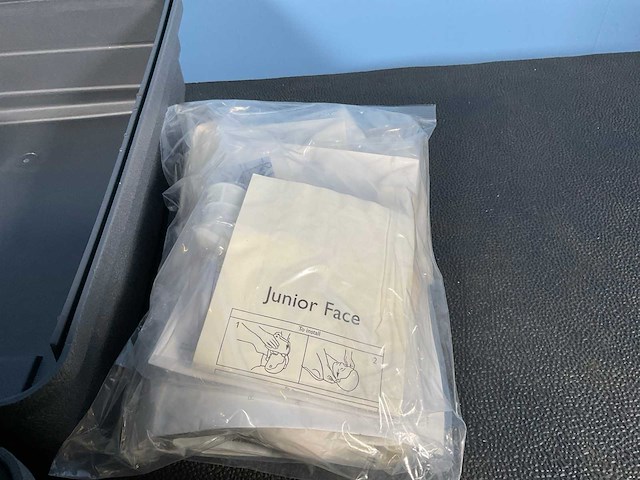 Junior Face
To install
1
2